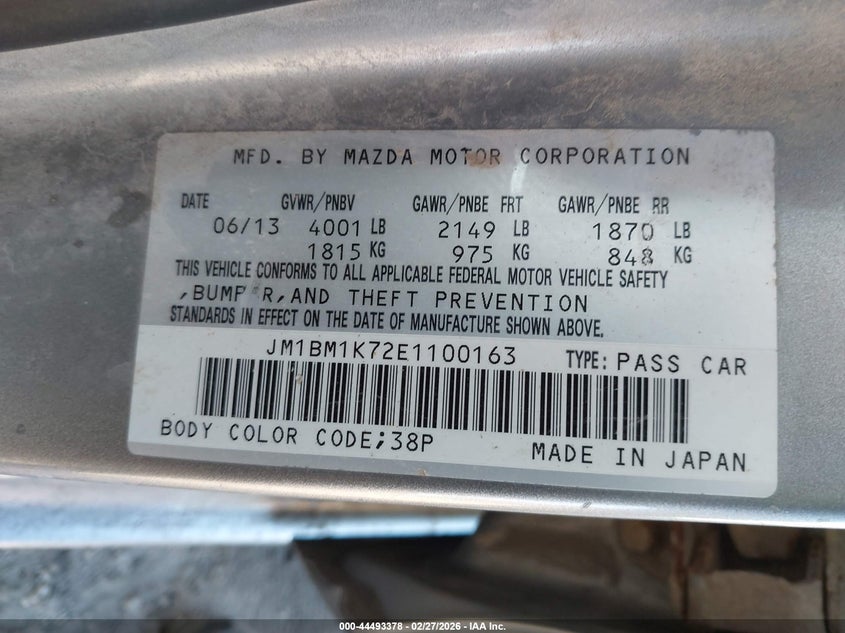 MFD. BY MAZDA MOTOR CORPORATION
DATE GVWR/PNBV GAWR/PNBE FRT GAWR/PNBE RR
06/13 4001 LB 2149 LB 1870 LB
1815 KG 975 KG 848 KG
THIS VEHICLE CONFORMS TO ALL APPLICABLE FEDERAL MOTOR VEHICLE SAFETY
,BUMPER,AND THEFT PREVENTION
STANDARDS IN EFFECT ON THE DATE OF MANUFACTURE SHOWN ABOVE.
JM1BM1K72E1100163 TYPE: PASS CAR
BODY COLOR CODE;38P MADE IN JAPAN
000-44493378 - 02/27/2026 - IAA Inc.